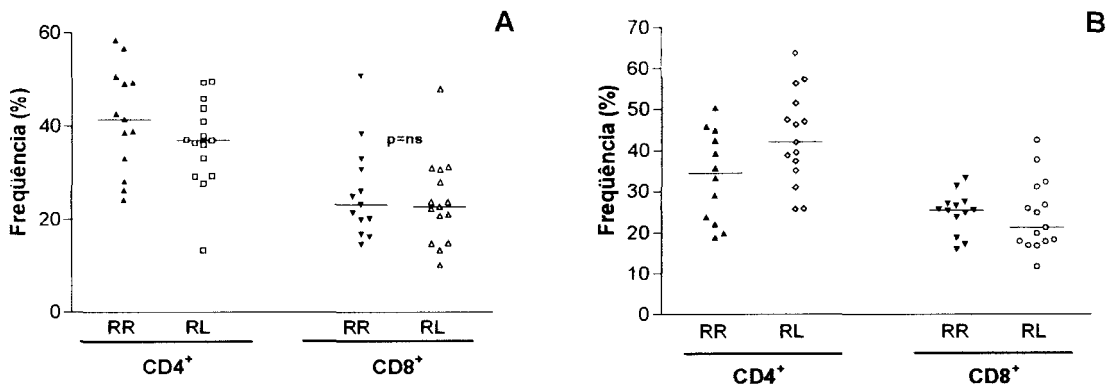 A
Freqüência (%)
60
40
20
0
p=ns
RR RL RR RL
CD4+ CD8+
B
Freqüência (%)
70
60
50
40
30
20
10
0
RR RL RR RL
CD4+ CD8+